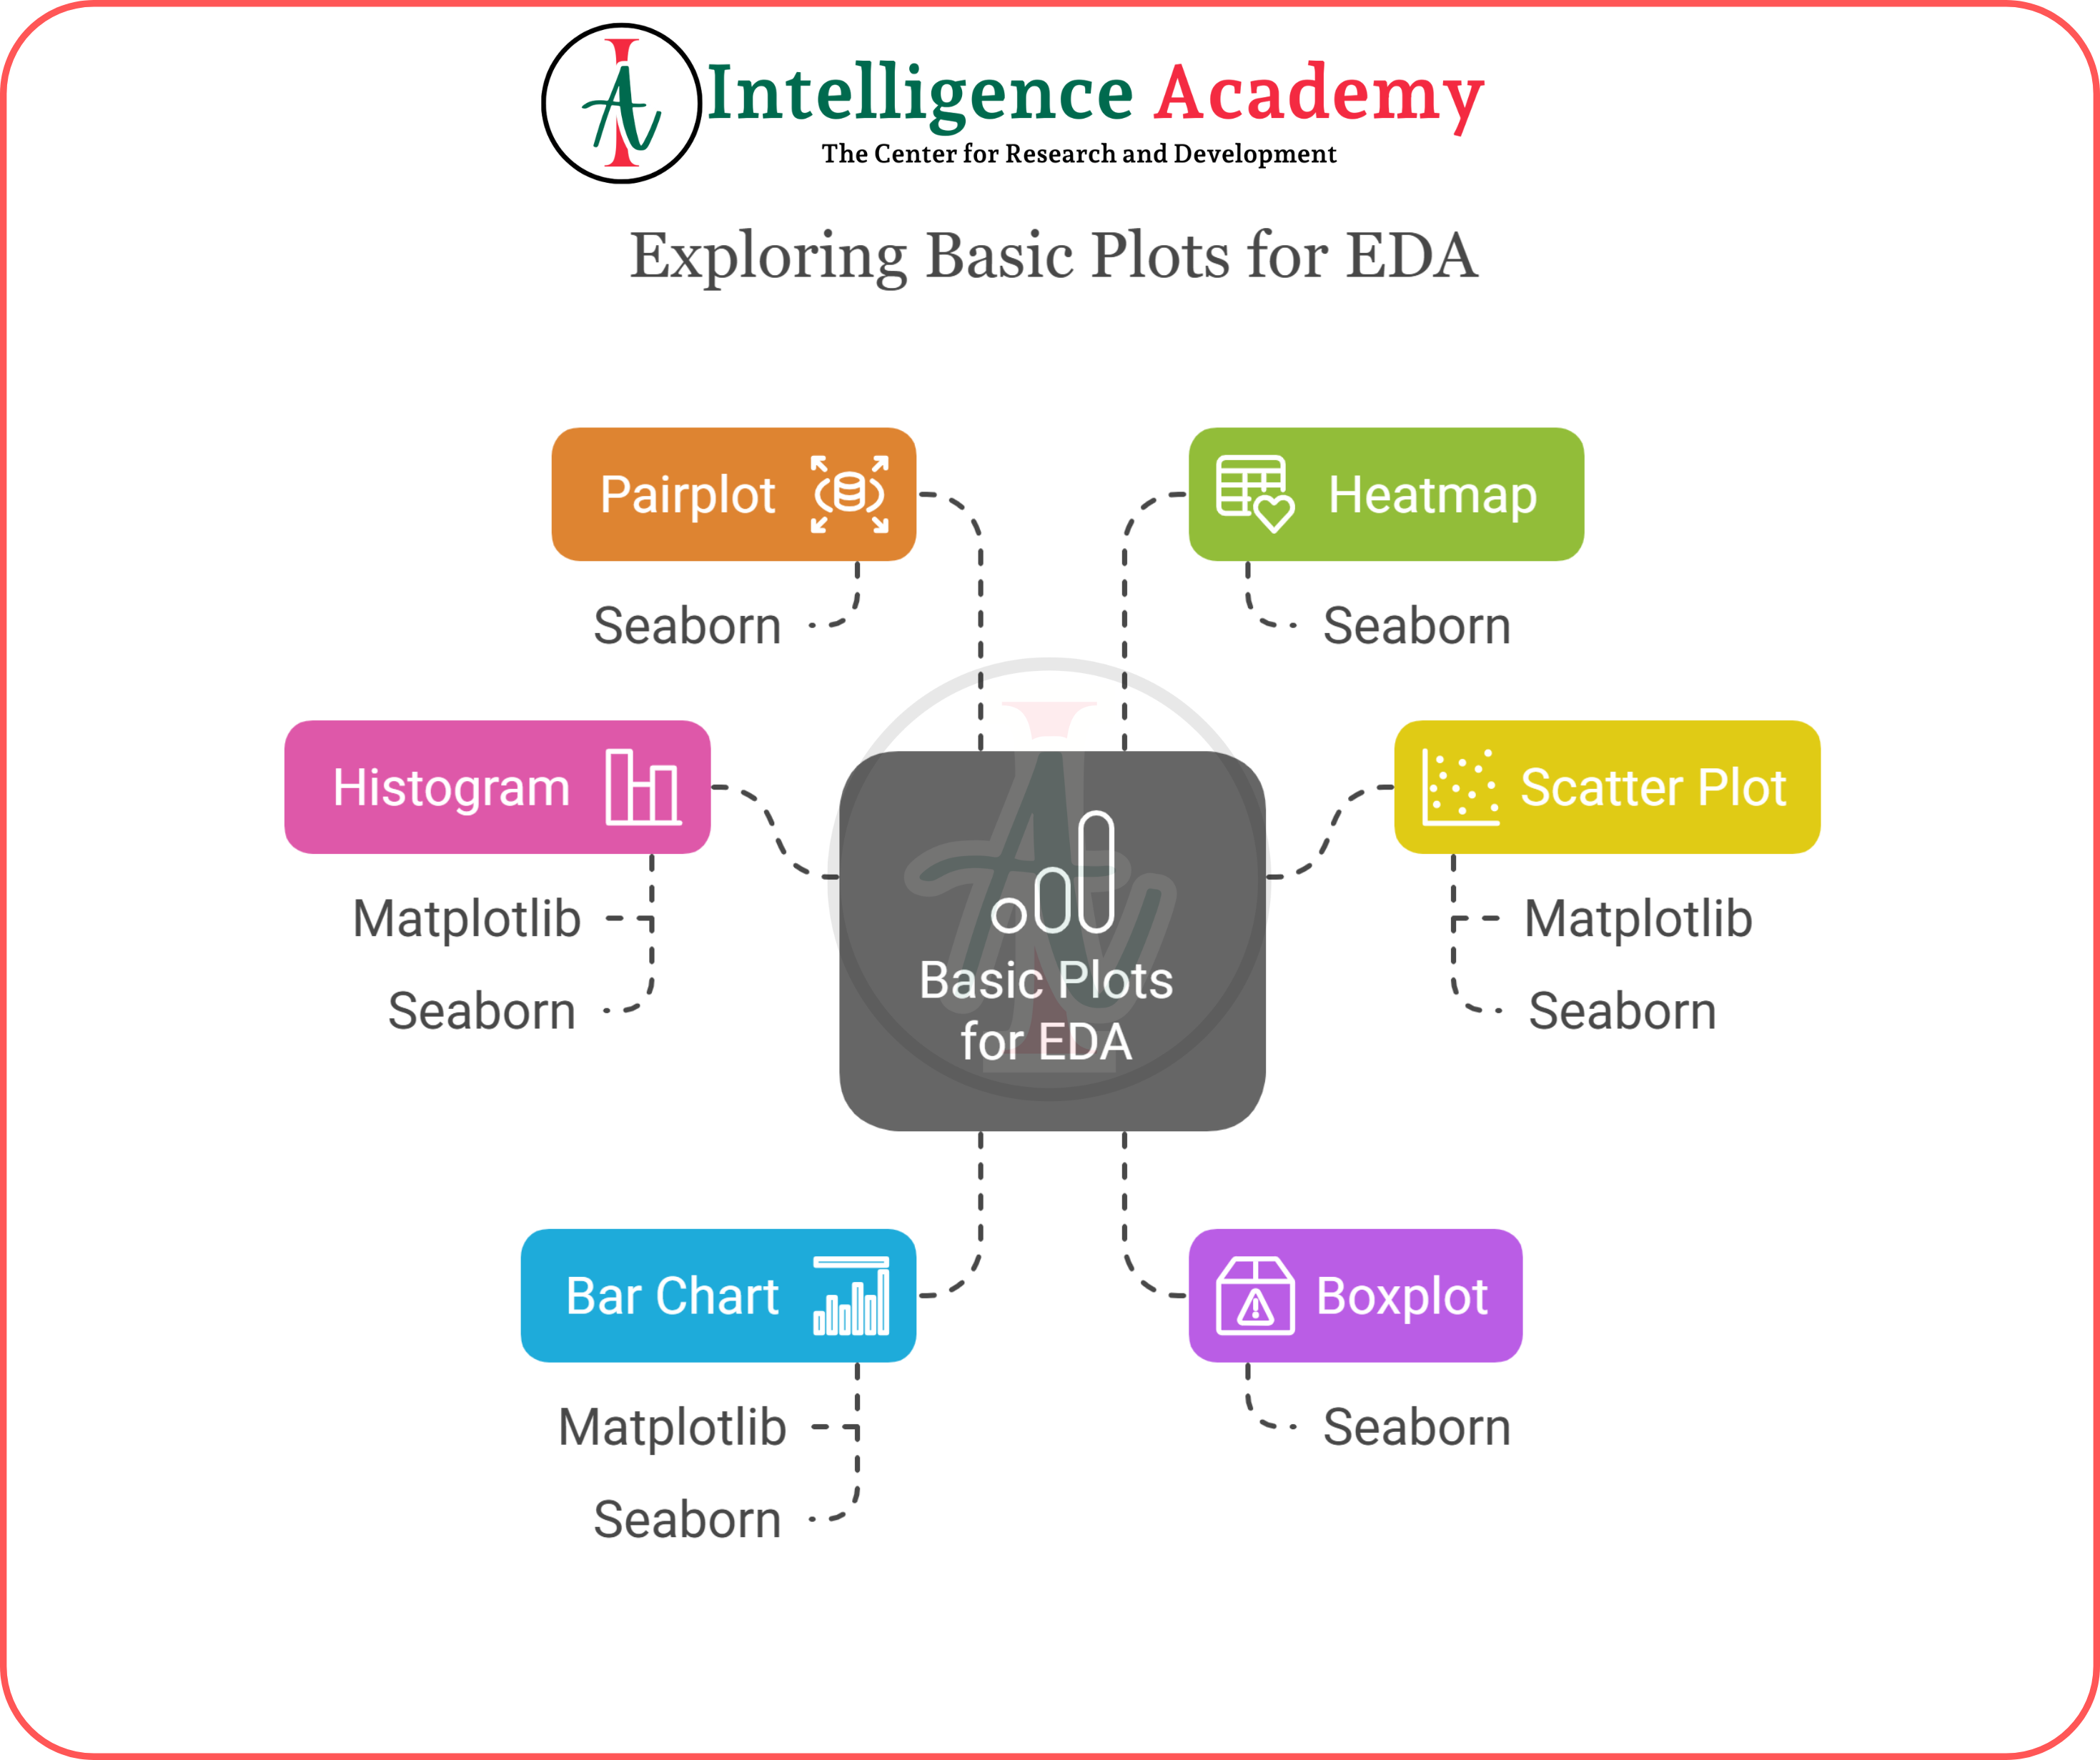 Intelligence Academy
The Center for Research and Development
Exploring Basic Plots for EDA
Pairplot
Seaborn
Heatmap
Seaborn
Histogram
Matplotlib
Seaborn
Scatter Plot
Matplotlib
Seaborn
Basic Plots
for EDA
Bar Chart
Matplotlib
Seaborn
Boxplot
Seaborn